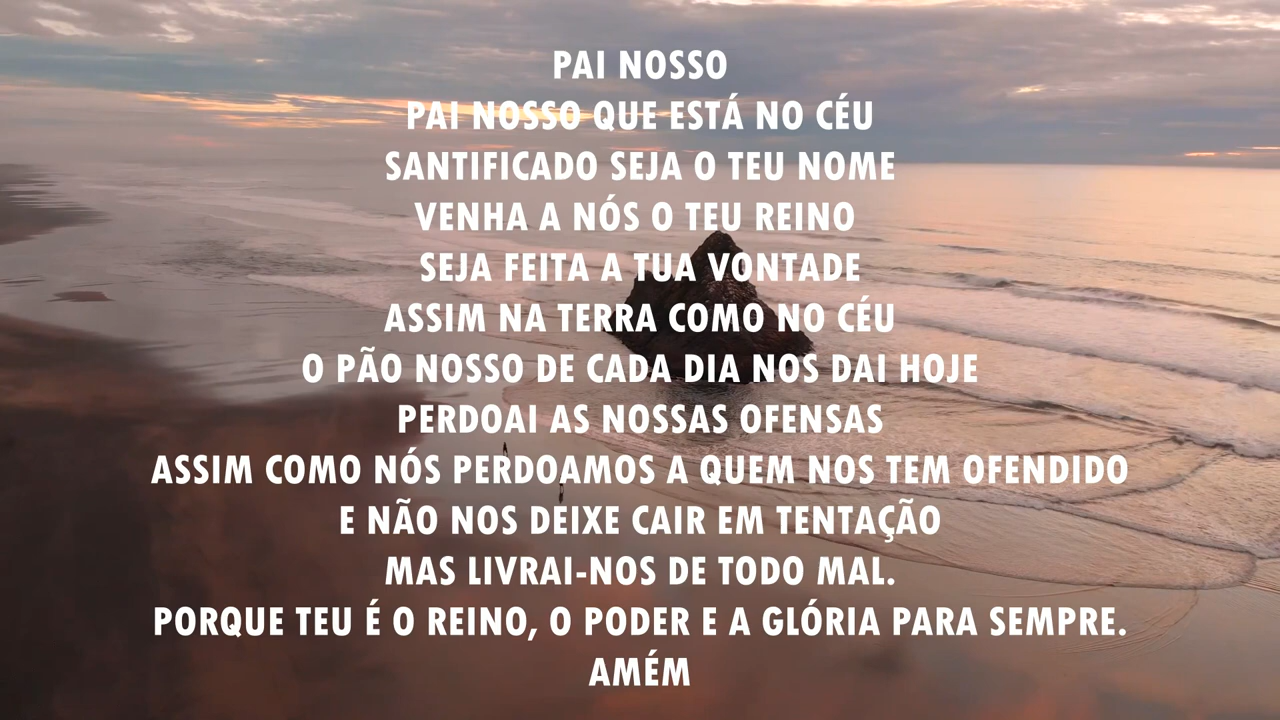 PAI NOSSO
PAI NOSSO QUE ESTÁ NO CÉU
SANTIFICADO SEJA O TEU NOME
VENHA A NÓS O TEU REINO
SEJA FEITA A TUA VONTADE
ASSIM NA TERRA COMO NO CÉU
O PÃO NOSSO DE CADA DIA NOS DAI HOJE
PERDOAI AS NOSSAS OFENSAS
ASSIM COMO NÓS PERDOAMOS A QUEM NOS TEM OFENDIDO
E NÃO NOS DEIXE CAIR EM TENTAÇÃO
MAS LIVRAI-NOS DE TODO MAL.
PORQUE TEU É O REINO, O PODER E A GLÓRIA PARA SEMPRE.
AMÉM